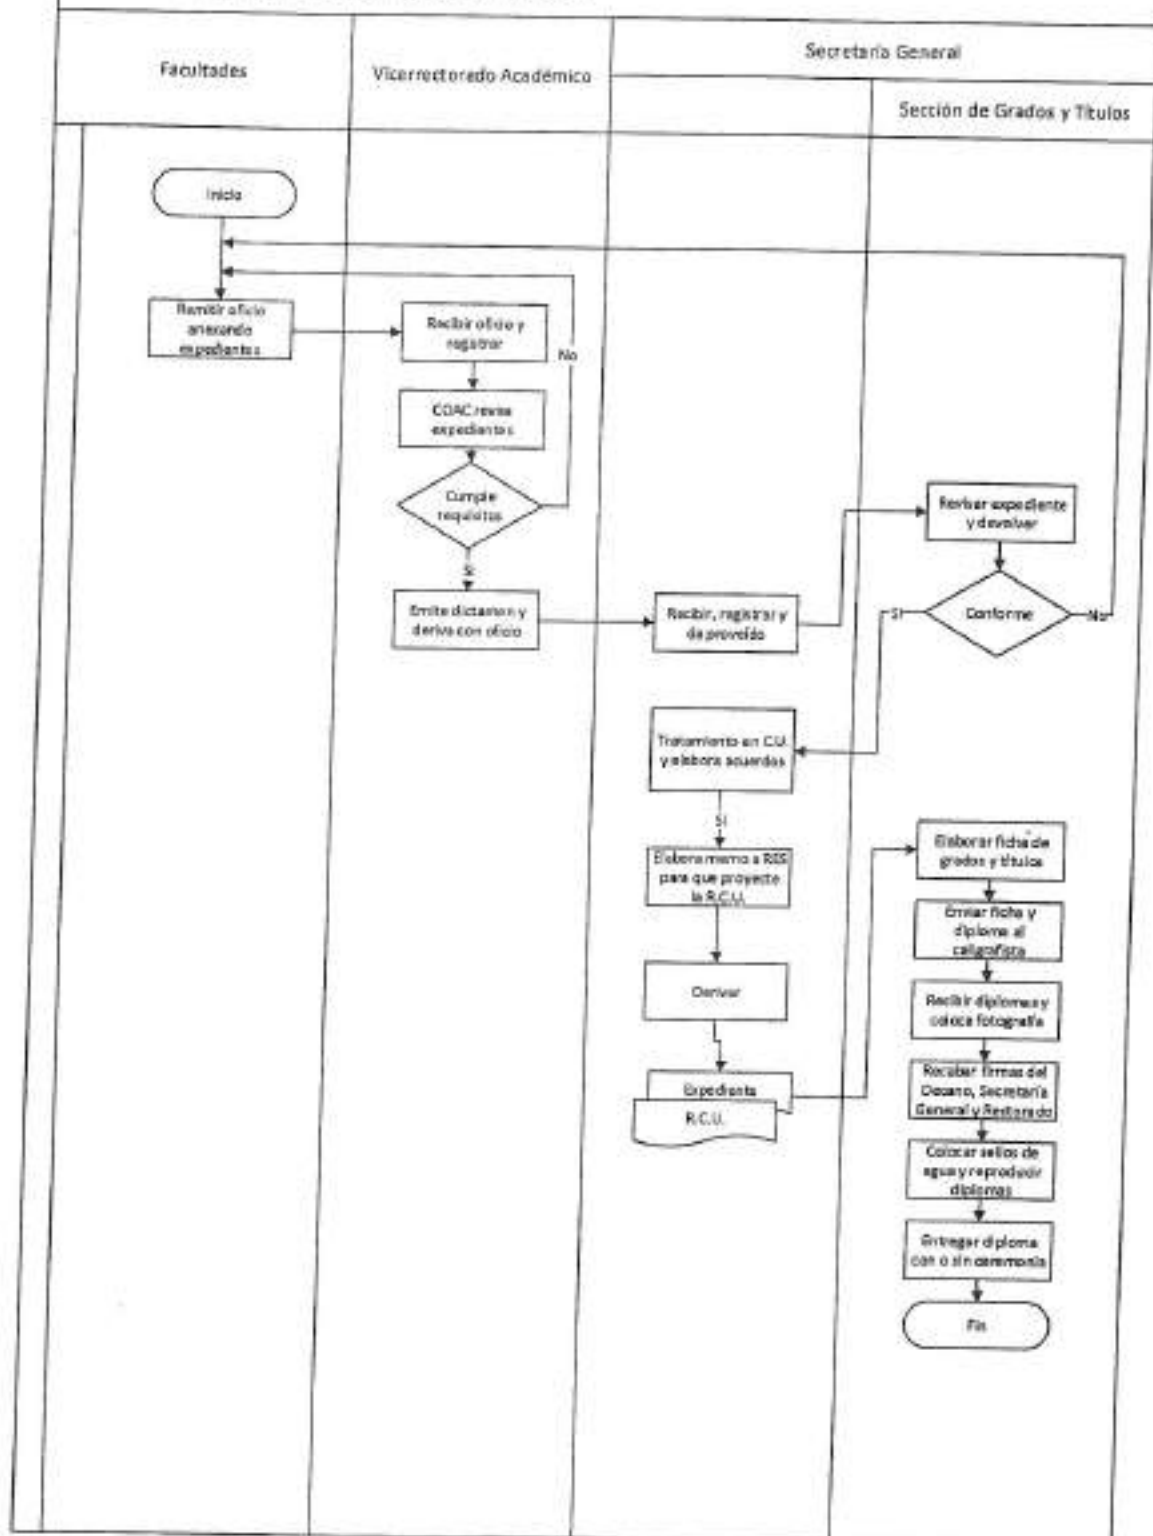 Facultades
Vicerrectorado Académico
Secretaría General
Sección de Grados y Títulos
Inicio
Remitir oficio
anexando
expedientes
Recibir oficio y
registrar
No
COAC revisa
expedientes
Cumple
requisitos
Si
Emite dictamen y
deriva con oficio
Recibir, registrar y
da proveído
Revisar expediente
y devolver
Conforme
Si
No
Tratamiento en C.U.
y elabora acuerdos
Si
Elabora memo a RES
para que proyecte
la R.C.U.
Derivar
Expediente
R.C.U.
Elaborar ficha de
grados y títulos
Enviar ficha y
diploma al
caligrafista
Recibir diplomas y
coloca fotografía
Recabar firmas del
Decano, Secretaría
General y Rectorado
Colocar sellos de
agua y reproducir
diplomas
Entregar diploma
con o sin ceremonia
Fin